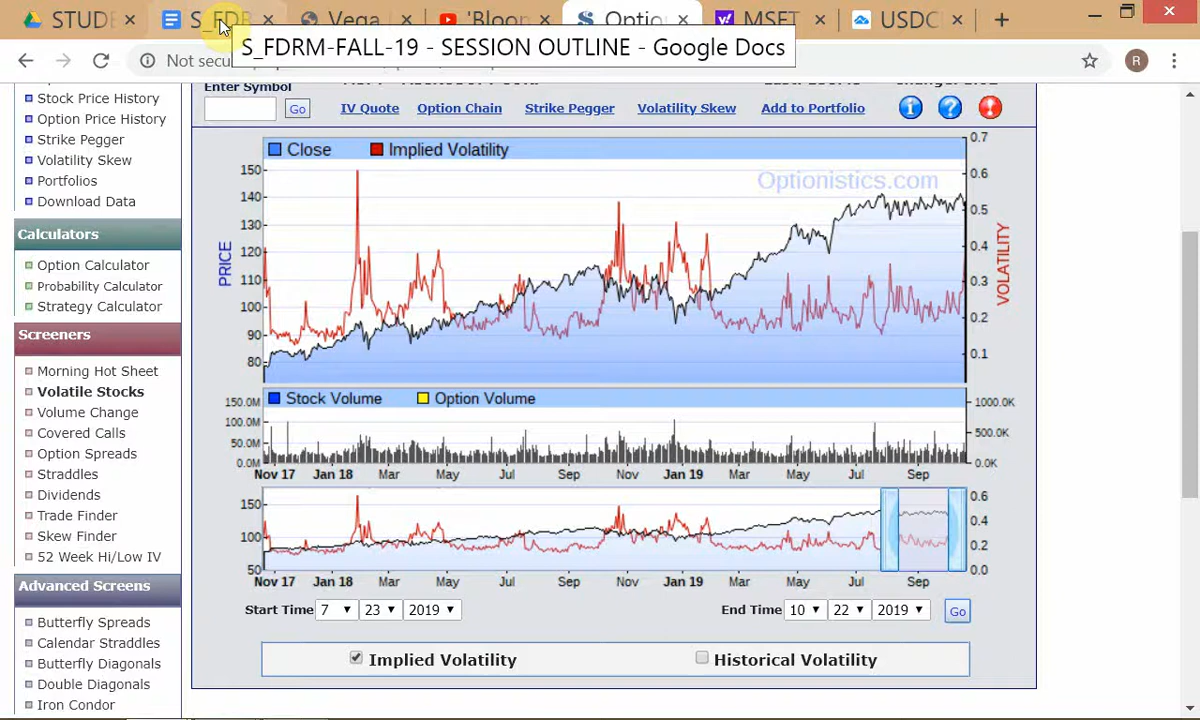 STUD
S_FDR
Vega
'Bloon
Optio
MSFT
USDC
S_FDRM-FALL-19 - SESSION OUTLINE - Google Docs
Not secu
R
Stock Price History
Option Price History
Strike Pegger
Volatility Skew
Portfolios
Download Data
Calculators
Option Calculator
Probability Calculator
Strategy Calculator
Screeners
Morning Hot Sheet
Volatile Stocks
Volume Change
Covered Calls
Option Spreads
Straddles
Dividends
Trade Finder
Skew Finder
52 Week Hi/Low IV
Advanced Screens
Butterfly Spreads
Calendar Straddles
Butterfly Diagonals
Double Diagonals
Iron Condor
Enter Symbol
Go
IV Quote
Option Chain
Strike Pegger
Volatility Skew
Add to Portfolio
Close
Implied Volatility
Optionistics.com
PRICE
150
140
130
120
110
100
90
80
0.7
0.6
0.5
0.4
0.3
0.2
0.1
VOLATILITY
Stock Volume
Option Volume
150.0M
100.0M
50.0M
0.0M
1000.0K
500.0K
0.0K
Nov 17 Jan 18 Mar May Jul Sep Nov Jan 19 Mar May Jul Sep
150
100
50
0.6
0.4
0.2
0.0
Nov 17 Jan 18 Mar May Jul Sep Nov Jan 19 Mar May Jul Sep
Start Time 7 23 2019
End Time 10 22 2019 Go
Implied Volatility
Historical Volatility